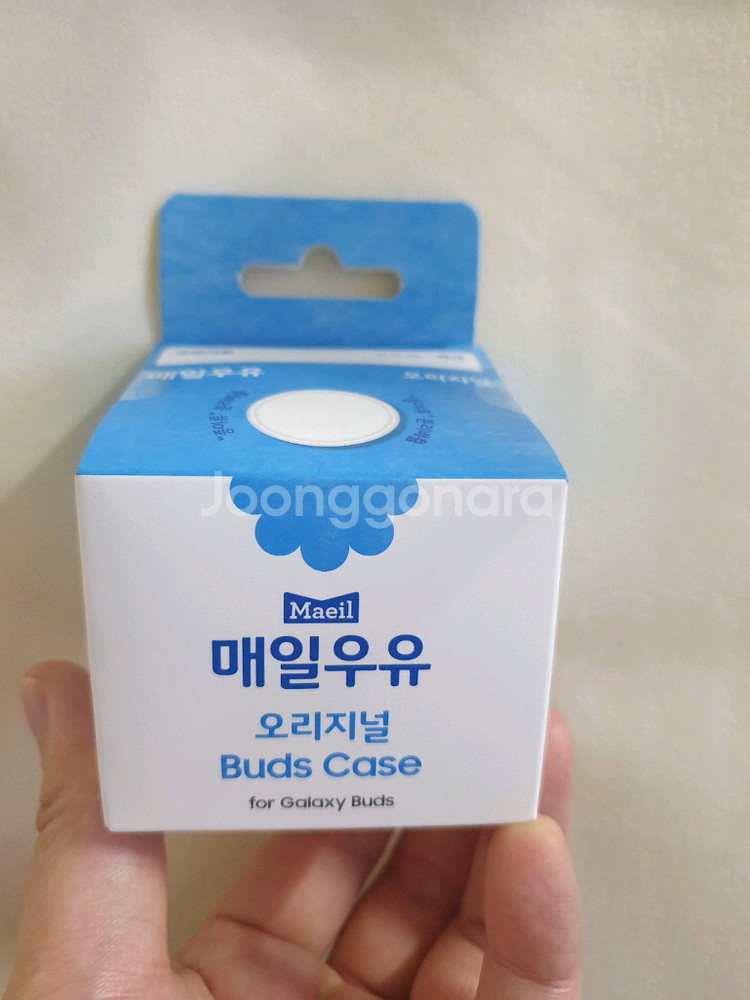 Joonggonara
Maeil
매일우유
오리지널
Buds Case
for Galaxy Buds